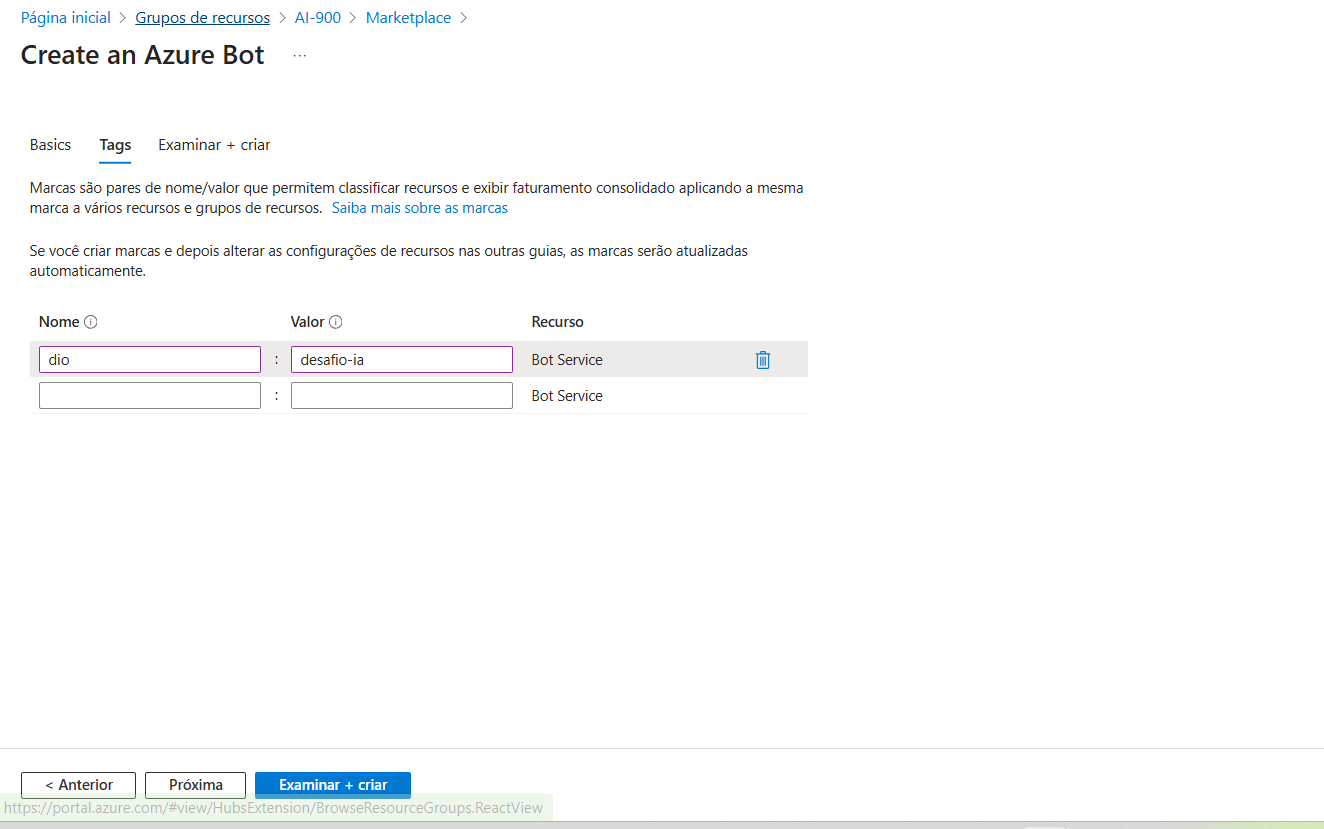 Página inicial > Grupos de recursos > AI-900 > Marketplace >
Create an Azure Bot ...
Basics Tags Examinar + criar
Marcas são pares de nome/valor que permitem classificar recursos e exibir faturamento consolidado aplicando a mesma
marca a vários recursos e grupos de recursos. Saiba mais sobre as marcas
Se você criar marcas e depois alterar as configurações de recursos nas outras guias, as marcas serão atualizadas
automaticamente.
Nome Valor Recurso
dio : desafio-ia Bot Service
: Bot Service
< Anterior Próxima Examinar + criar
https://portal.azure.com/#view/HubsExtension/BrowseResourceGroups.ReactView